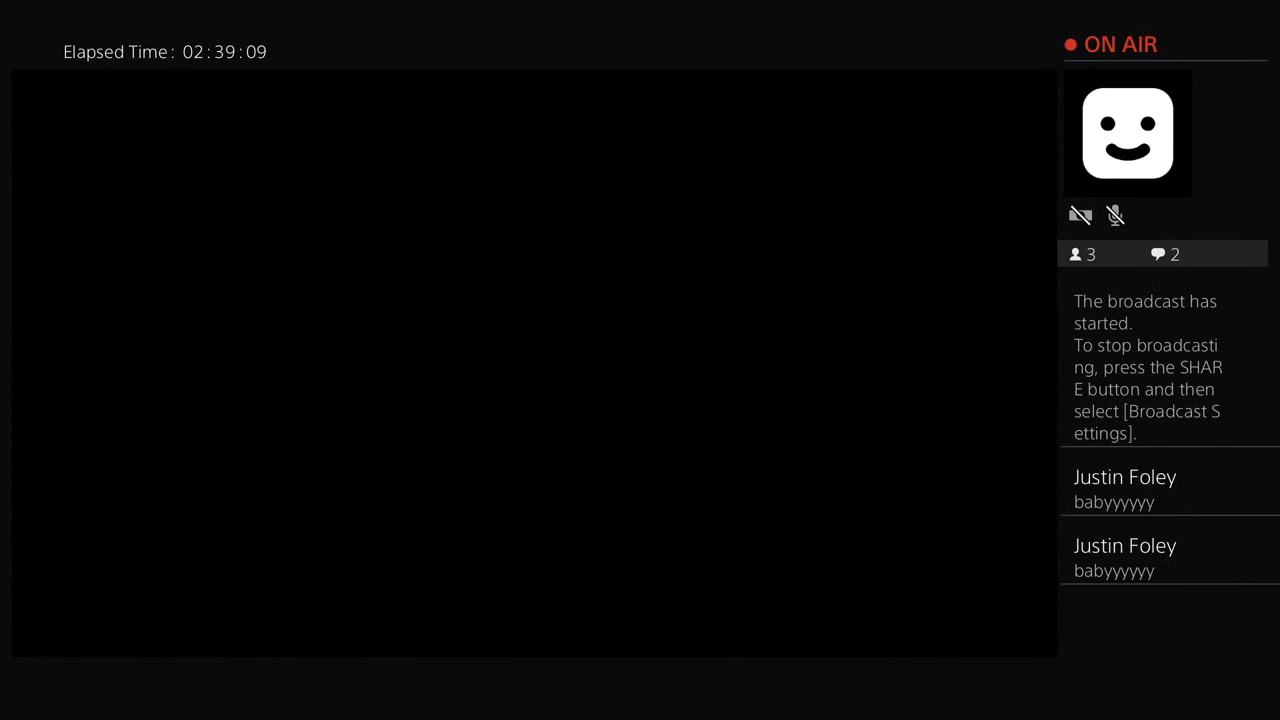 Elapsed Time: 02:39:09
ON AIR
3 2
The broadcast has
started.
To stop broadcasti
ng, press the SHAR
E button and then
select [Broadcast S
ettings].
Justin Foley
babyyyyyy
Justin Foley
babyyyyyy